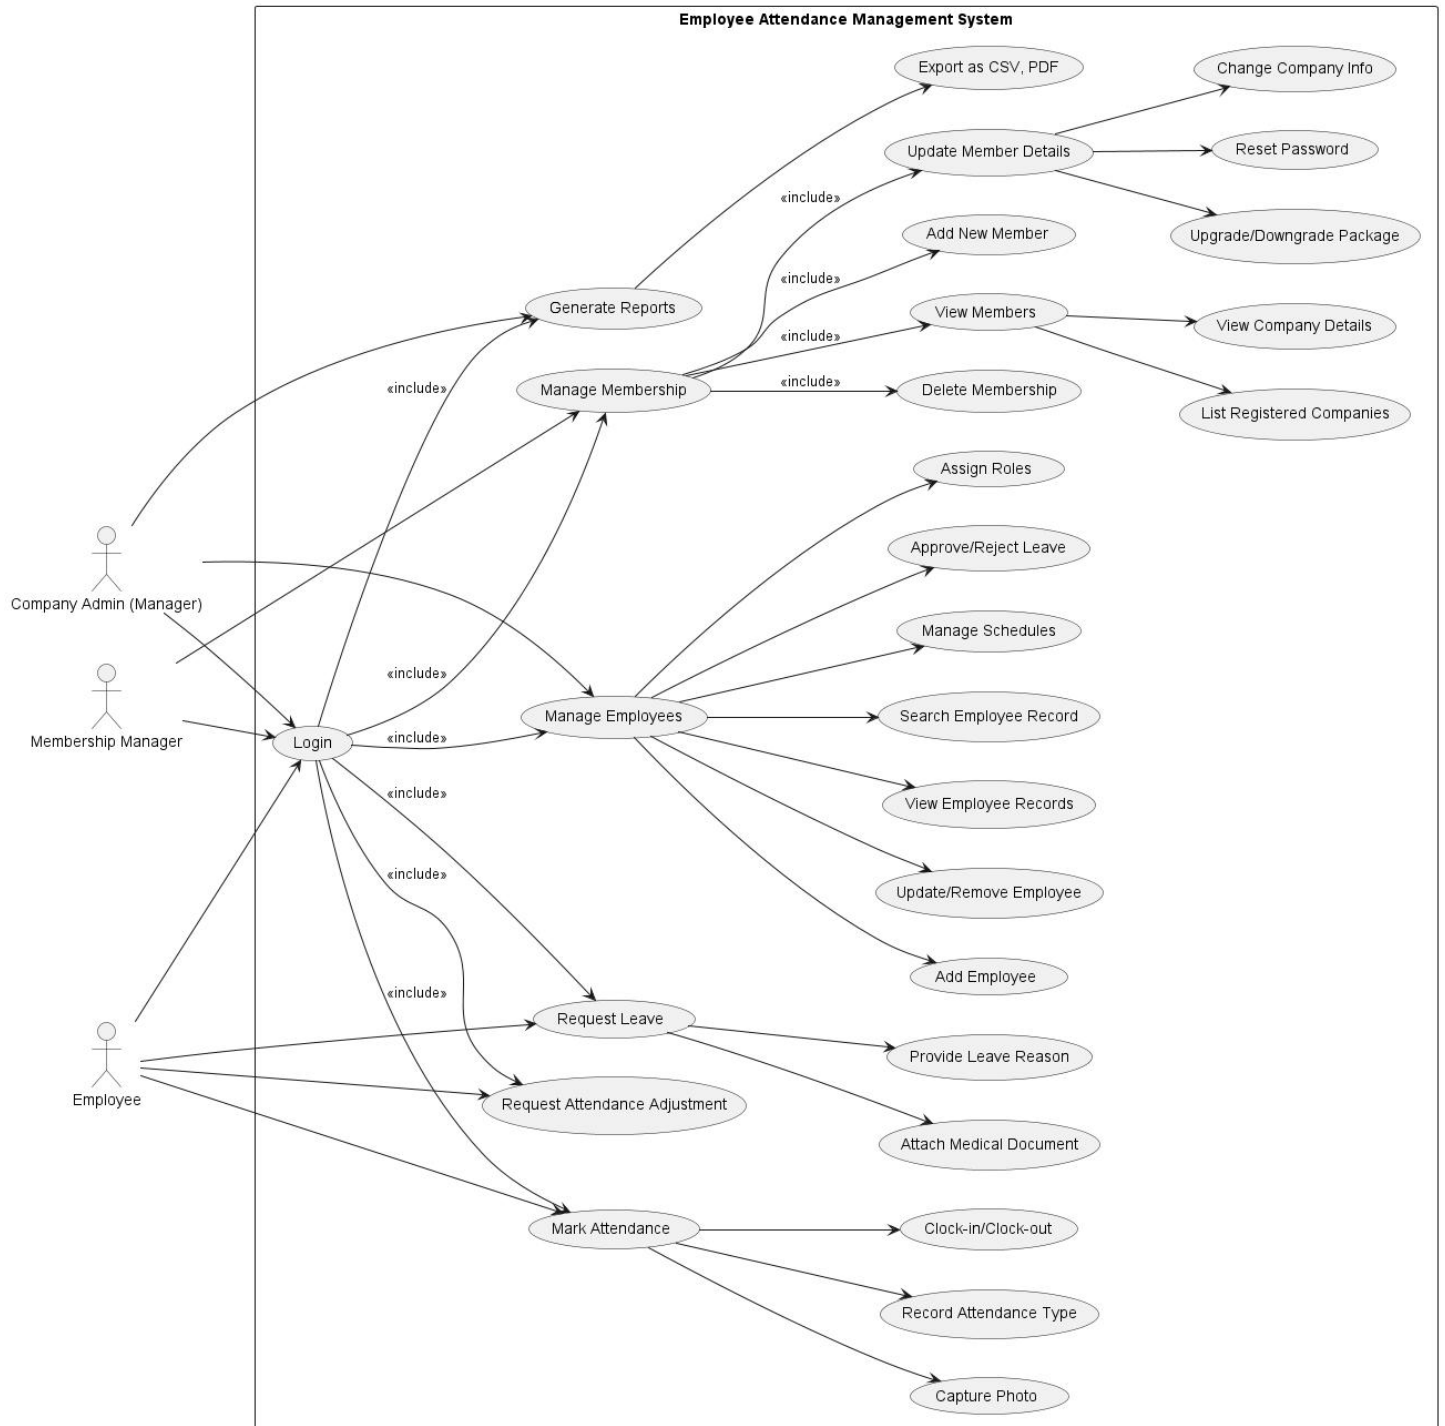 Employee Attendance Management System
Export as CSV, PDF
Change Company Info
Update Member Details
Reset Password
«include»
Add New Member
Upgrade/Downgrade Package
«include»
Generate Reports
View Members
View Company Details
«include»
Manage Membership
«include»
Delete Membership
«include»
List Registered Companies
Assign Roles
Approve/Reject Leave
Company Admin (Manager)
Manage Schedules
«include»
Manage Employees
Search Employee Record
Membership Manager
Login
«include»
«include»
View Employee Records
«include»
Update/Remove Employee
Add Employee
«include»
Request Leave
Provide Leave Reason
Employee
Request Attendance Adjustment
Attach Medical Document
Mark Attendance
Clock-in/Clock-out
Record Attendance Type
Capture Photo